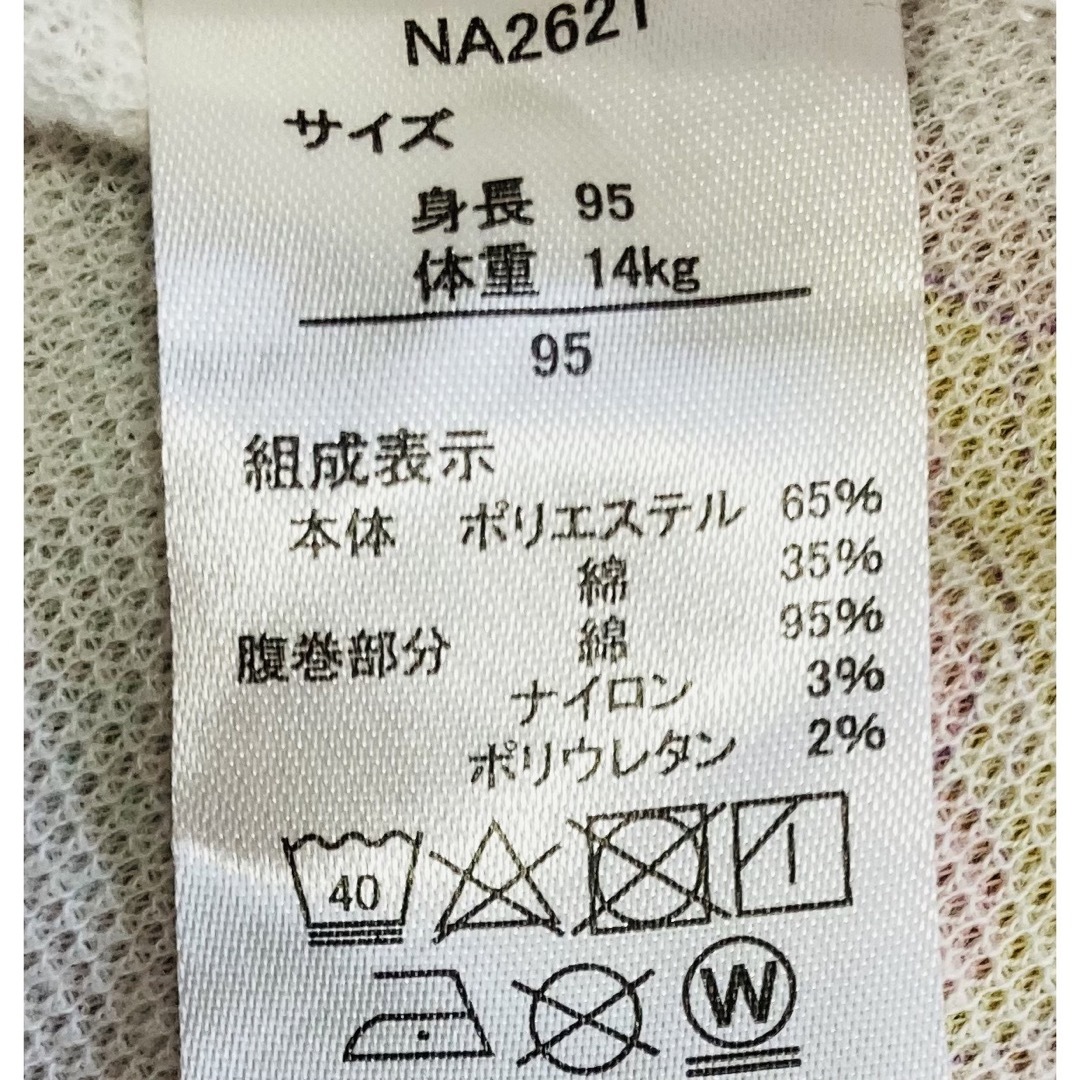 NA2621
サイズ
身長 95
体重 14kg
95
組成表示
本体 ポリエステル 65%
綿 35%
腹巻部分 綿 95%
ナイロン 3%
ポリウレタン 2%
40
W